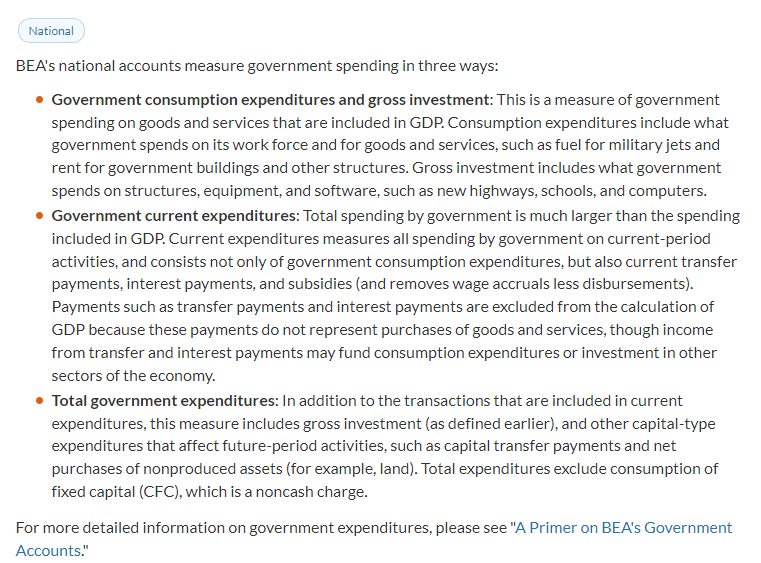 National
BEA's national accounts measure government spending in three ways:
• Government consumption expenditures and gross investment: This is a measure of government
spending on goods and services that are included in GDP. Consumption expenditures include what
government spends on its work force and for goods and services, such as fuel for military jets and
rent for government buildings and other structures. Gross investment includes what government
spends on structures, equipment, and software, such as new highways, schools, and computers.
• Government current expenditures: Total spending by government is much larger than the spending
included in GDP. Current expenditures measures all spending by government on current-period
activities, and consists not only of government consumption expenditures, but also current transfer
payments, interest payments, and subsidies (and removes wage accruals less disbursements).
Payments such as transfer payments and interest payments are excluded from the calculation of
GDP because these payments do not represent purchases of goods and services, though income
from transfer and interest payments may fund consumption expenditures or investment in other
sectors of the economy.
• Total government expenditures: In addition to the transactions that are included in current
expenditures, this measure includes gross investment (as defined earlier), and other capital-type
expenditures that affect future-period activities, such as capital transfer payments and net
purchases of nonproduced assets (for example, land). Total expenditures exclude consumption of
fixed capital (CFC), which is a noncash charge.
For more detailed information on government expenditures, please see "A Primer on BEA's Government
Accounts."